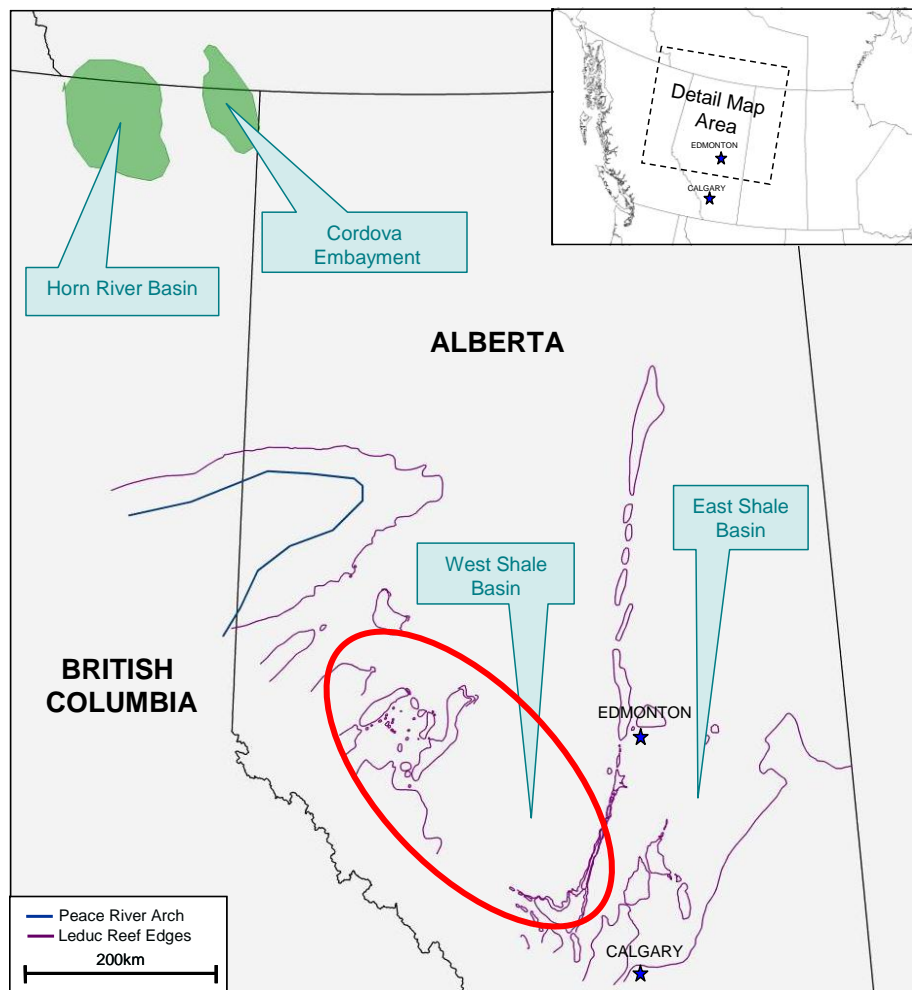 Detail Map
Area
EDMONTON
CALGARY
Cordova
Embayment
Horn River Basin
ALBERTA
East Shale
Basin
West Shale
Basin
BRITISH
COLUMBIA
EDMONTON
Peace River Arch
Leduc Reef Edges
200km
CALGARY